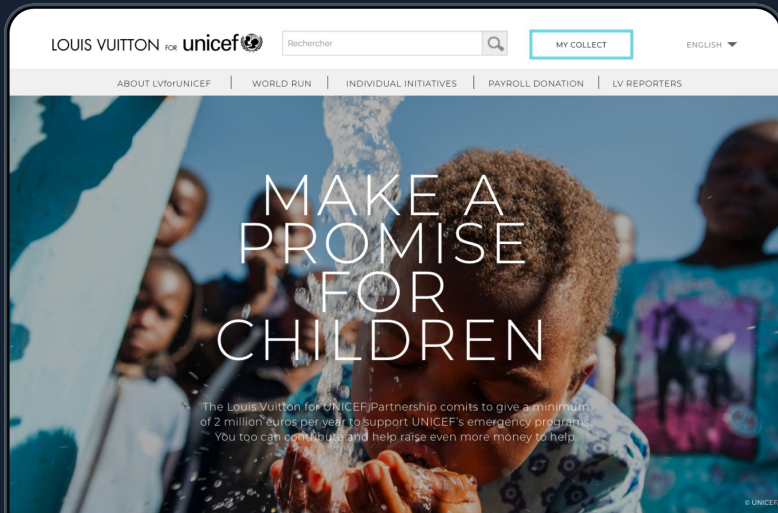 LOUIS VUITTON FOR unicef
Rechercher
MY COLLECT
ENGLISH
ABOUT LVforUNICEF
WORLD RUN
INDIVIDUAL INITIATIVES
PAYROLL DONATION
LV REPORTERS
MAKE A
PROMISE
FOR
CHILDREN
The Louis Vuitton for UNICEF Partnership comits to give a minimum
of 2 million euros per year to support UNICEF's emergency programs.
You too can contribute and help raise even more money to help.
© UNICEF/